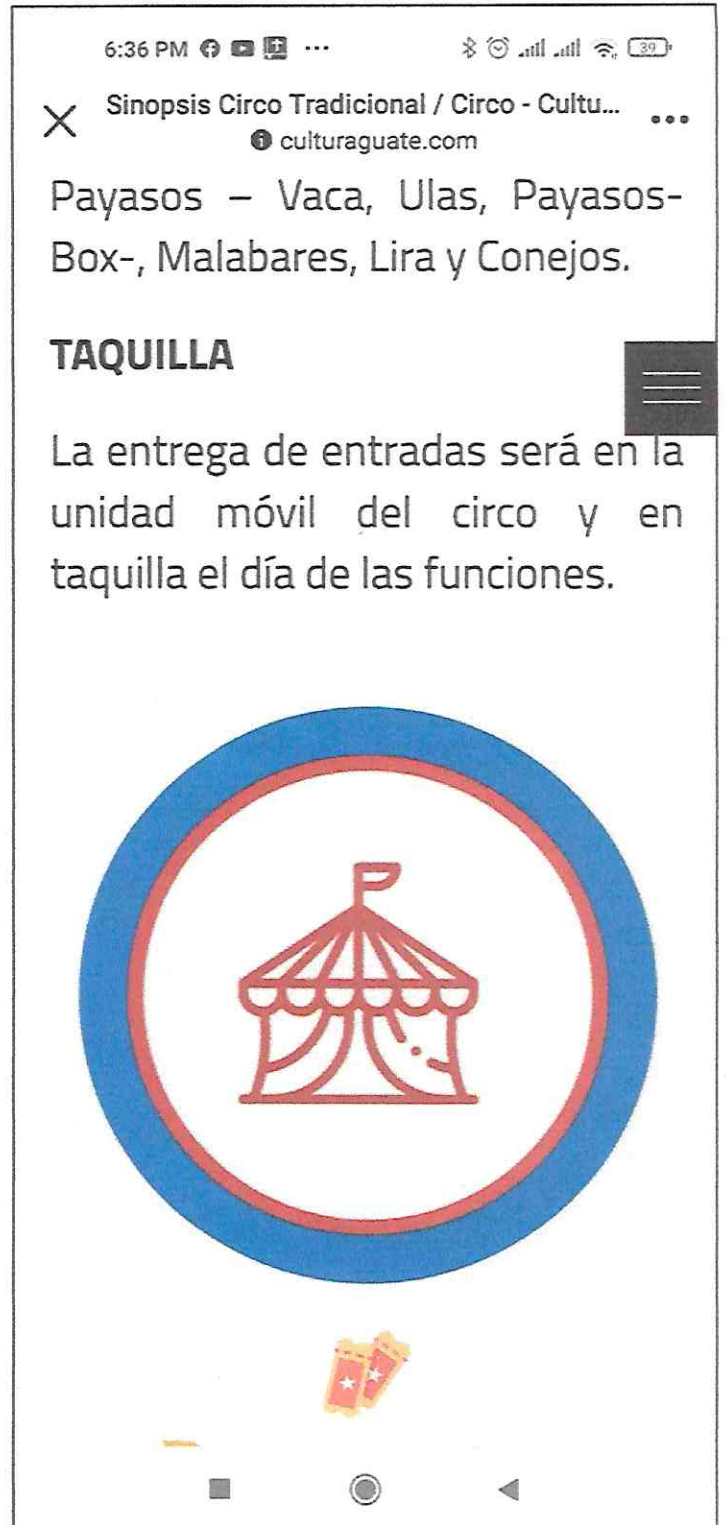 6:36 PM ...
39
Sinopsis Circo Tradicional / Circo - Cultu...
culturaguate.com
Payasos – Vaca, Ulas, Payasos-
Box-, Malabares, Lira y Conejos.
TAQUILLA
La entrega de entradas será en la
unidad móvil del circo y en
taquilla el día de las funciones.